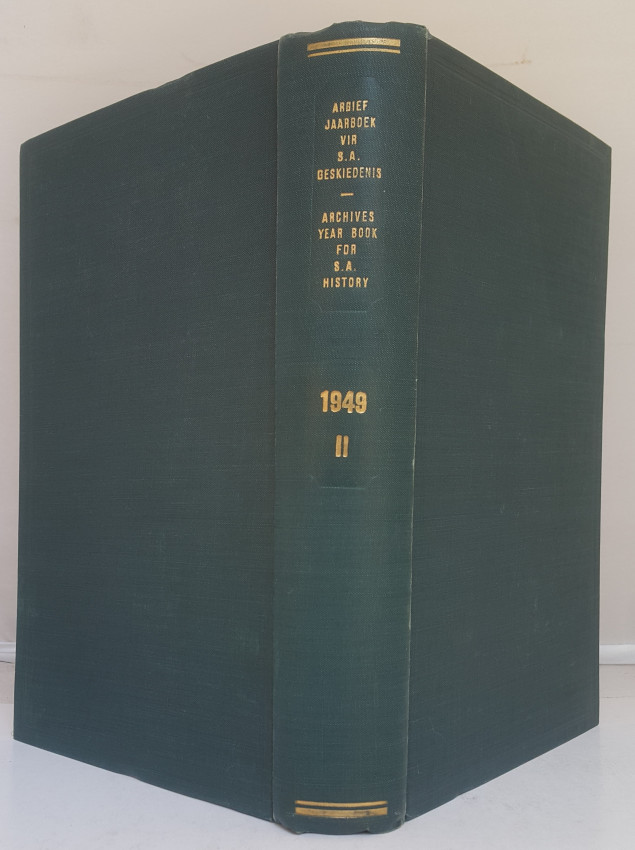 ARGIEF
JAARBOEK
VIR
S.A.
GESKIEDENIS
—
ARCHIVES
YEAR BOOK
FOR
S.A.
HISTORY
1949
II